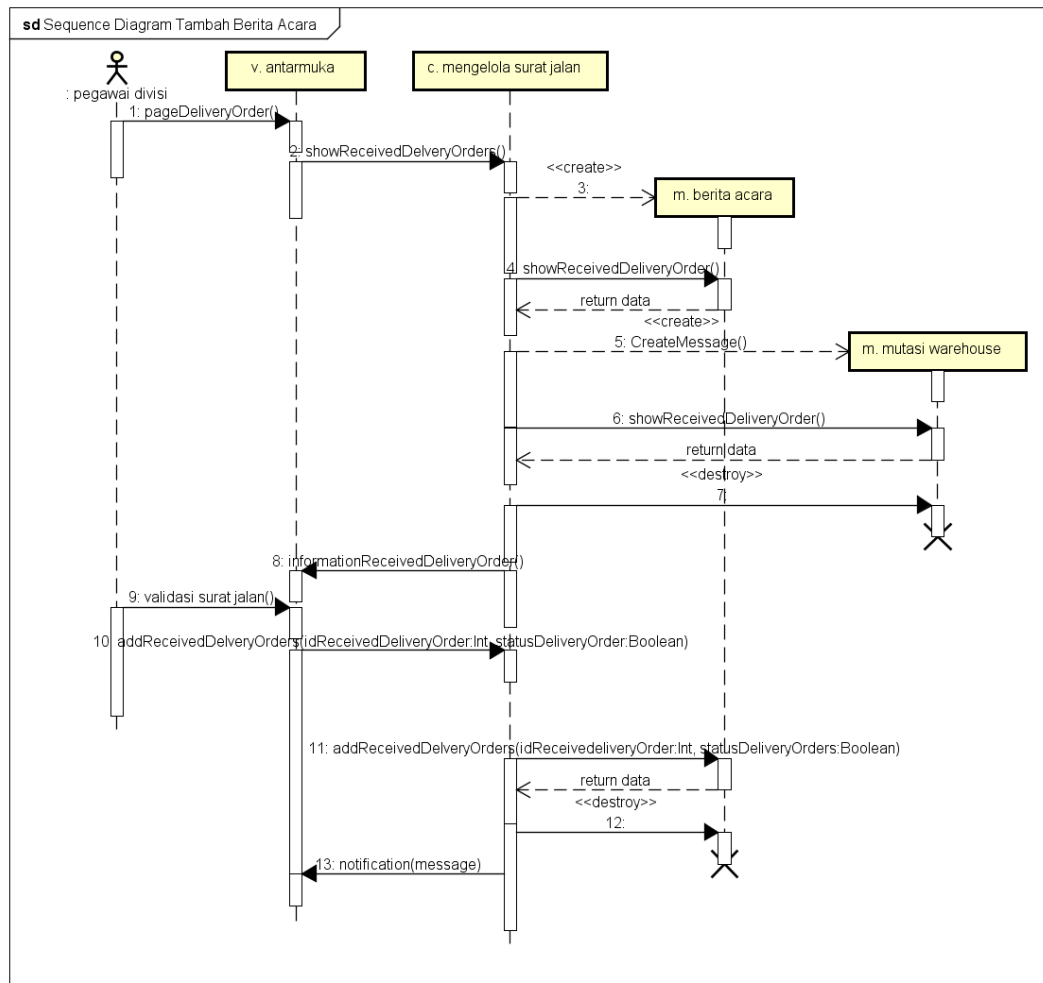 sd Sequence Diagram Tambah Berita Acara
: pegawai divisi
v. antarmuka
c. mengelola surat jalan
1: pageDeliveryOrder()
2: showReceivedDelveryOrders()
<<create>>
3:
m. berita acara
4: showReceivedDeliveryOrder()
return data
<<create>>
5: CreateMessage()
m. mutasi warehouse
6: showReceivedDeliveryOrder()
return data
<<destroy>>
7:
8: informationReceivedDeliveryOrder()
9: validasi surat jalan()
10: addReceivedDelveryOrders(idReceivedDeliveryOrder:Int, statusDeliveryOrder:Boolean)
11: addReceivedDelveryOrders(idReceivedeliveryOrder:Int, statusDeliveryOrders:Boolean)
return data
<<destroy>>
12:
13: notification(message)